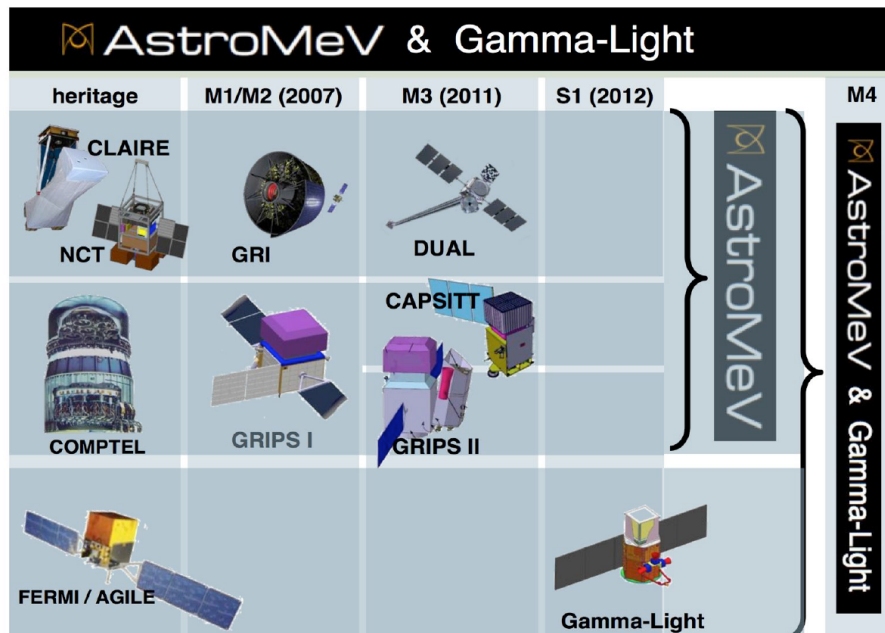 AstroMeV & Gamma-Light
heritage
M1/M2 (2007)
M3 (2011)
S1 (2012)
M4
CLAIRE
NCT
GRI
DUAL
AstroMeV
COMPTEL
GRIPS I
CAPSITT
GRIPS II
AstroMeV & Gamma-Light
FERMI / AGILE
Gamma-Light